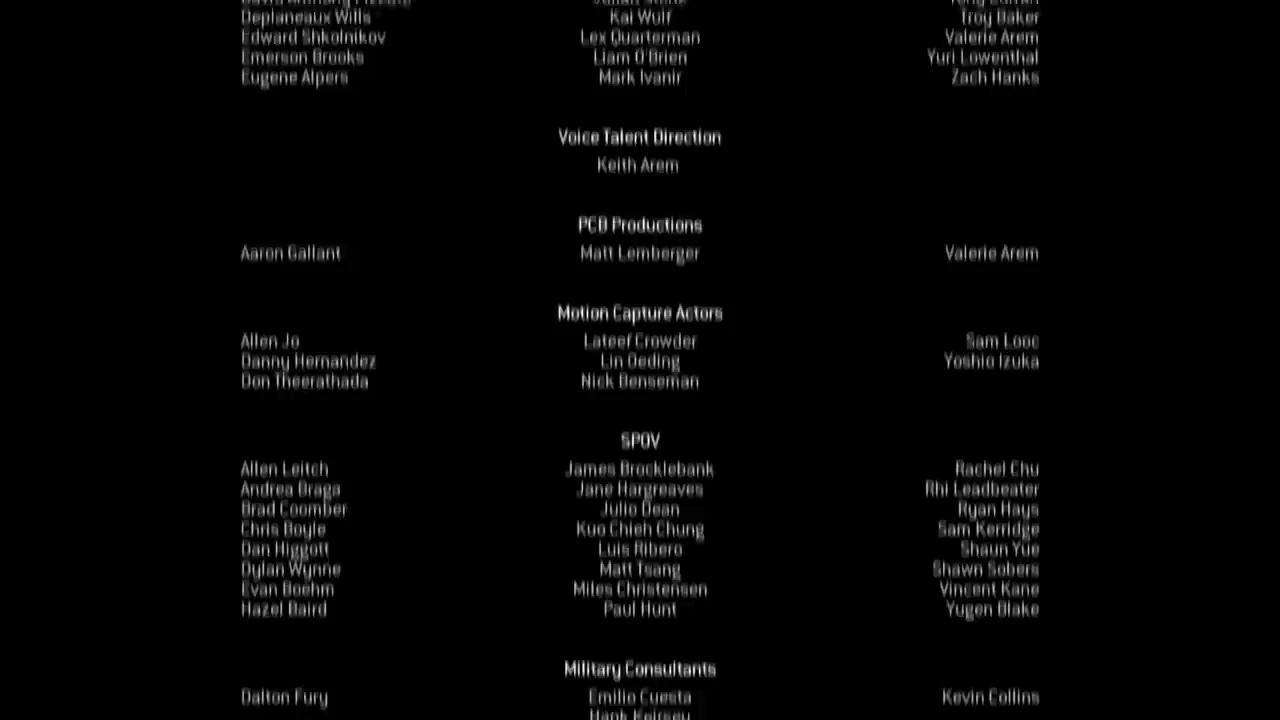 Deplaneaux Wills Kai Wulf Troy Baker
Edward Shkolnikov Lex Quarterman Valerie Arem
Emerson Brooks Liam O'Brien Yuri Lowenthal
Eugene Alpers Mark Ivanir Zach Hanks
Voice Talent Direction
Keith Arem
PCB Productions
Aaron Gallant Matt Lemberger Valerie Arem
Motion Capture Actors
Allen Jo Lateef Crowder Sam Looc
Danny Hernandez Lin Oeding Yoshio Izuka
Don Theerathada Nick Benseman
SPOV
Allen Leitch James Brocklebank Rachel Chu
Andrea Braga Jane Hargreaves Rhi Leadbeater
Brad Coomber Julio Dean Ryan Hays
Chris Boyle Kuo Chieh Chung Sam Kerridge
Dan Higgott Luis Ribero Shaun Yue
Dylan Wynne Matt Tsang Shawn Sobers
Evan Boehm Miles Christensen Vincent Kane
Hazel Baird Paul Hunt Yugen Blake
Military Consultants
Dalton Fury Emilio Cuesta Kevin Collins